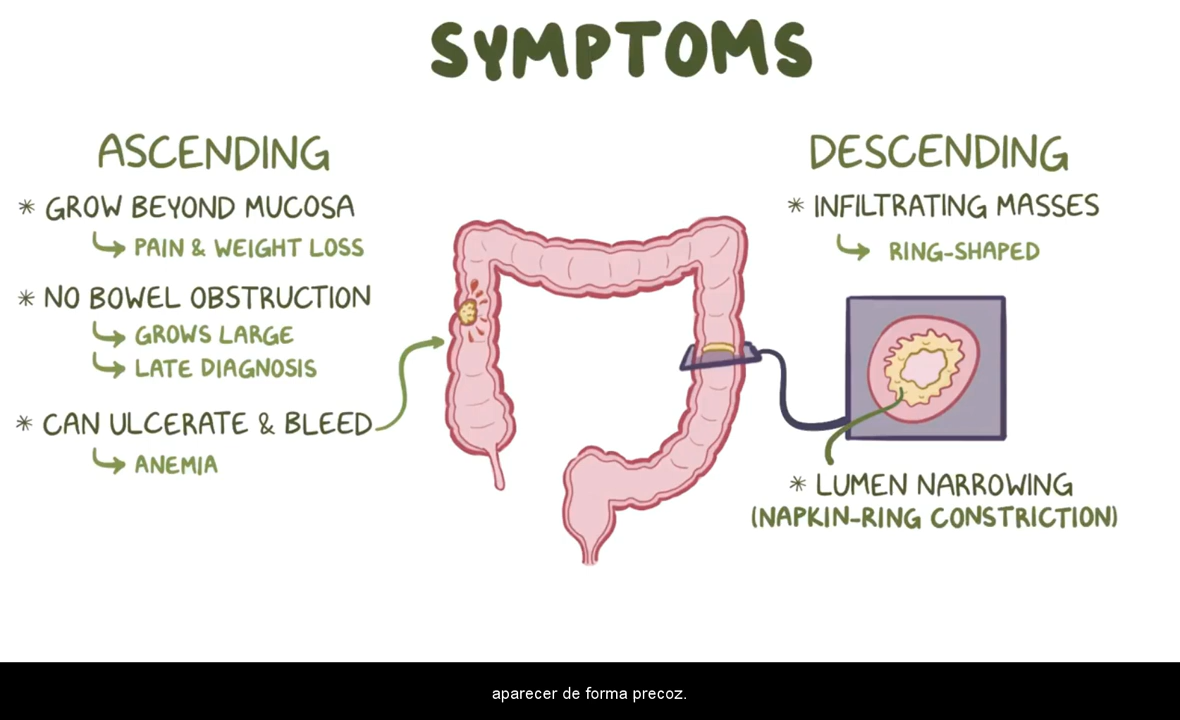 SYMPTOMS
ASCENDING
* GROW BEYOND MUCOSA
PAIN & WEIGHT LOSS
* NO BOWEL OBSTRUCTION
GROWS LARGE
LATE DIAGNOSIS
* CAN ULCERATE & BLEED
ANEMIA
DESCENDING
* INFILTRATING MASSES
RING-SHAPED
* LUMEN NARROWING
(NAPKIN-RING CONSTRICTION)
aparecer de forma precoz.